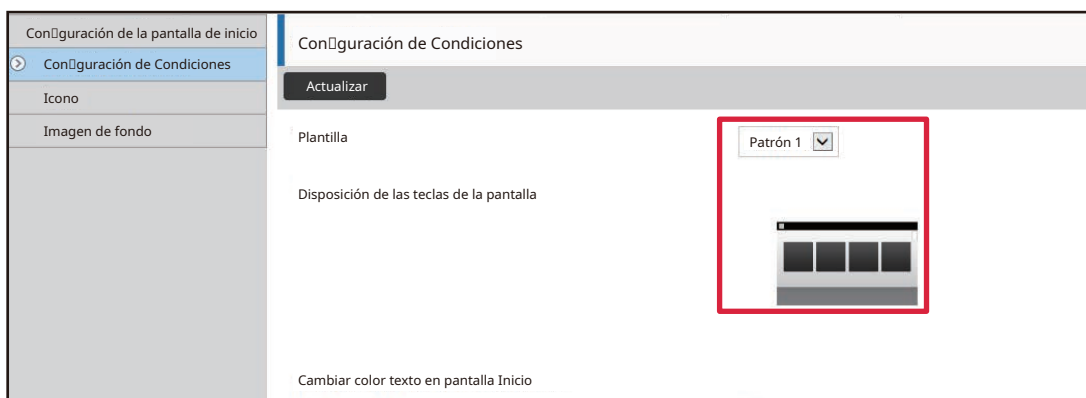 Con▯guración de la pantalla de inicio
Con▯guración de Condiciones
Icono
Imagen de fondo
Con▯guración de Condiciones
Actualizar
Plantilla
Patrón 1
Disposición de las teclas de la pantalla
Cambiar color texto en pantalla Inicio